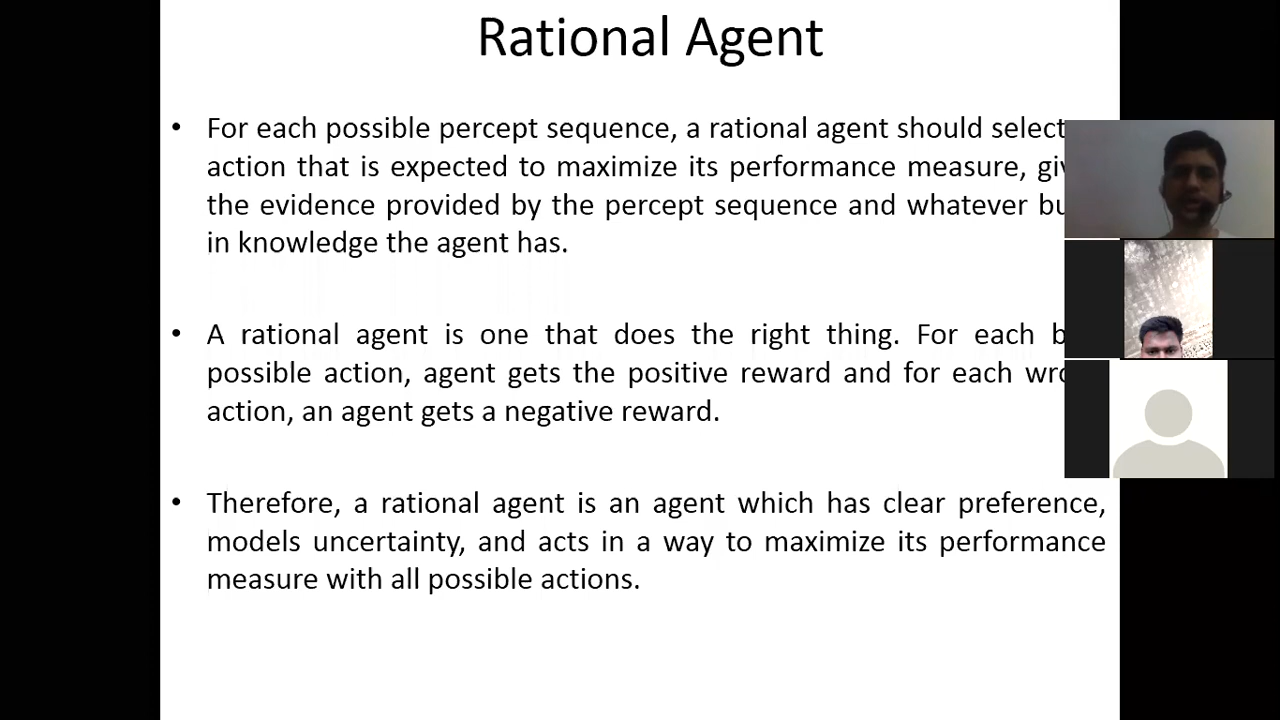 Rational Agent
• For each possible percept sequence, a rational agent should select
action that is expected to maximize its performance measure,
the evidence provided by the percept sequence and whatever
in knowledge the agent has.
• A rational agent is one that does the right thing. For each
possible action, agent gets the positive reward and for each
action, an agent gets a negative reward.
• Therefore, a rational agent is an agent which has clear preference,
models uncertainty, and acts in a way to maximize its performance
measure with all possible actions.